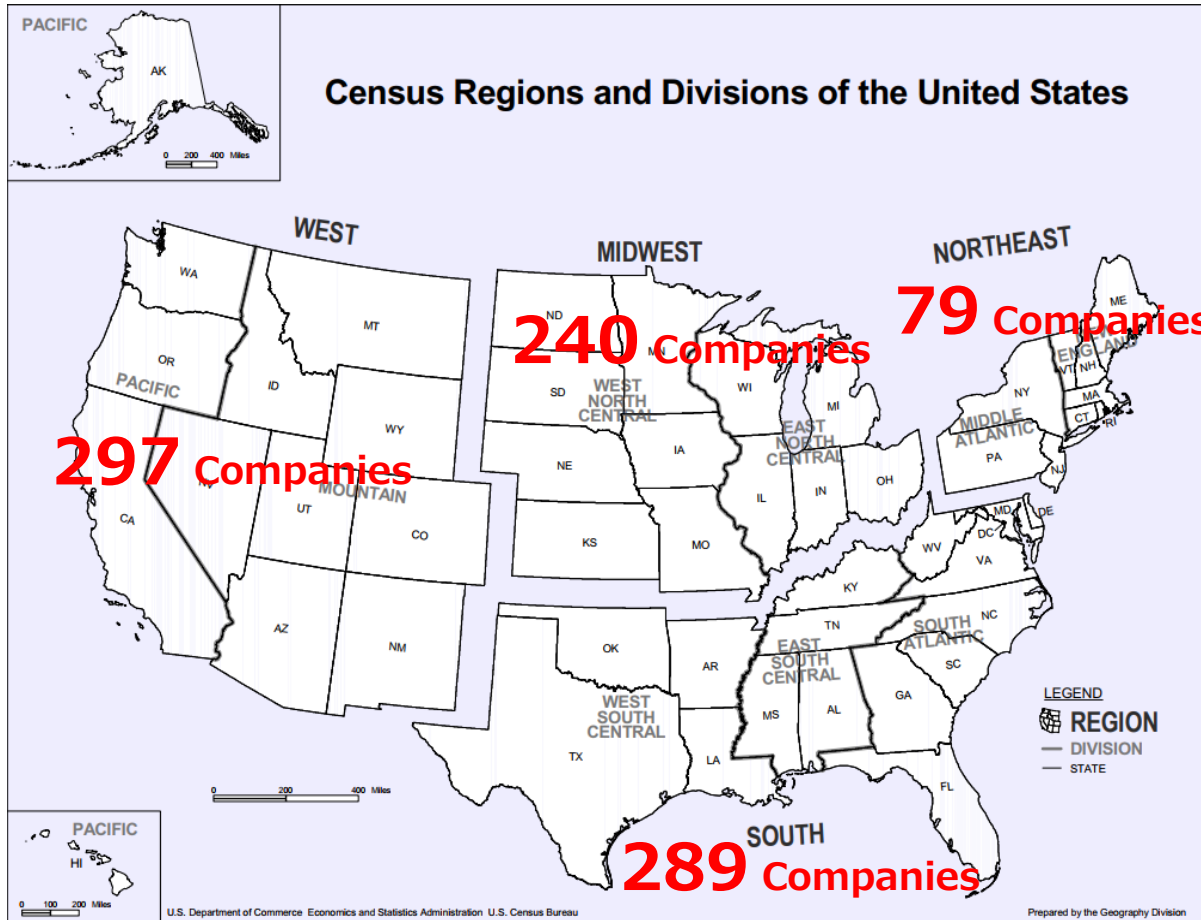 PACIFIC
AK
0 200 400 Miles
Census Regions and Divisions of the United States
WEST
MIDWEST
NORTHEAST
WA
MT
ND
MN
ME
79 Companies
240 Companies
NEW
ENGLAND
VT
NH
OR
ID
SD
WI
MI
NY
MA
CT
RI
PACIFIC
WY
WEST
NORTH
CENTRAL
EAST
NORTH
CENTRAL
MIDDLE
ATLANTIC
PA
NJ
297 Companies
NV
MOUNTAIN
NE
IA
IL
IN
OH
CA
UT
CO
KS
MO
WV
MD
DE
DC
VA
KY
AZ
NM
OK
AR
TN
NC
EAST
SOUTH
CENTRAL
SOUTH
ATLANTIC
SC
WEST
SOUTH
CENTRAL
MS
AL
GA
TX
LA
FL
LEGEND
REGION
DIVISION
STATE
0 200 400 Miles
SOUTH
289 Companies
PACIFIC
HI
0 100 200 Miles
U.S. Department of Commerce Economics and Statistics Administration U.S. Census Bureau
Prepared by the Geography Division